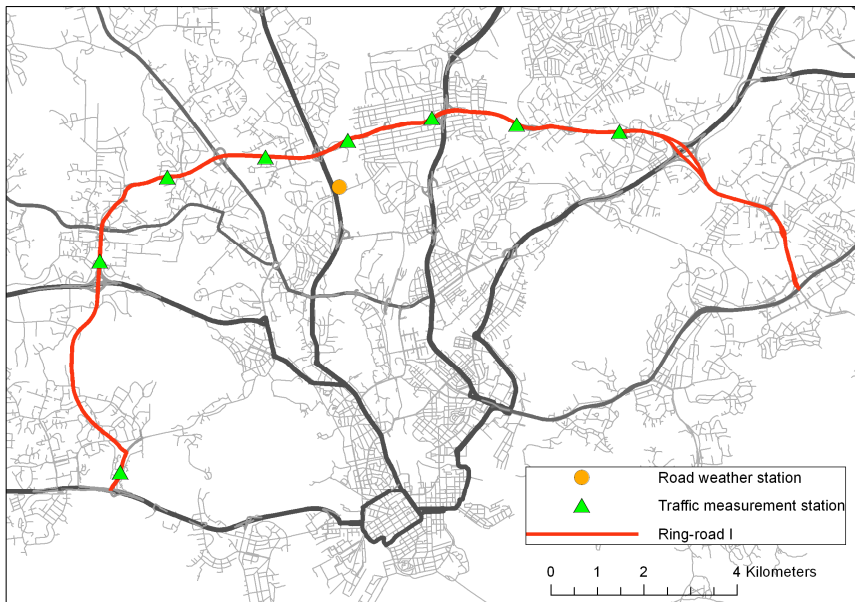 Road weather station
Traffic measurement station
Ring-road I
0 1 2 4 Kilometers